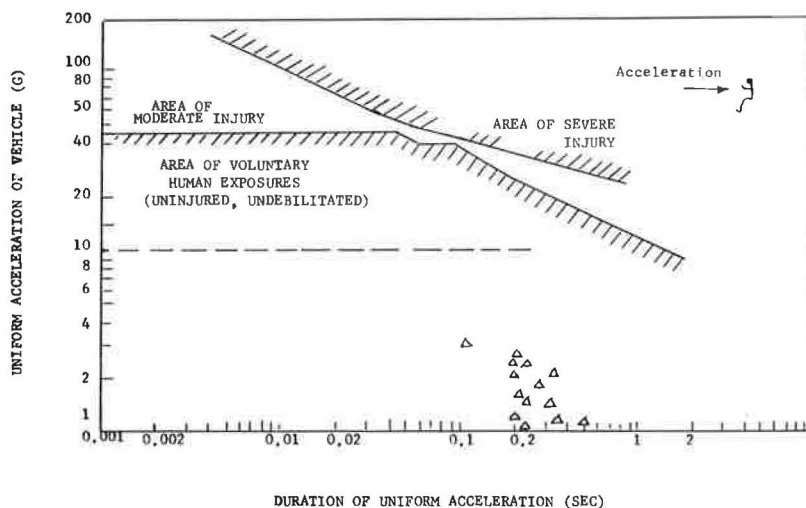 200
100
80
50
40
20
10
8
6
4
2
1
UNIFORM ACCELERATION OF VEHICLE (G)
Acceleration
AREA OF
MODERATE INJURY
AREA OF SEVERE
INJURY
AREA OF VOLUNTARY
HUMAN EXPOSURES
(UNINJURED, UNDEBILITATED)
0.001 0.002 0.01 0.02 0.1 1 2
DURATION OF UNIFORM ACCELERATION (SEC)